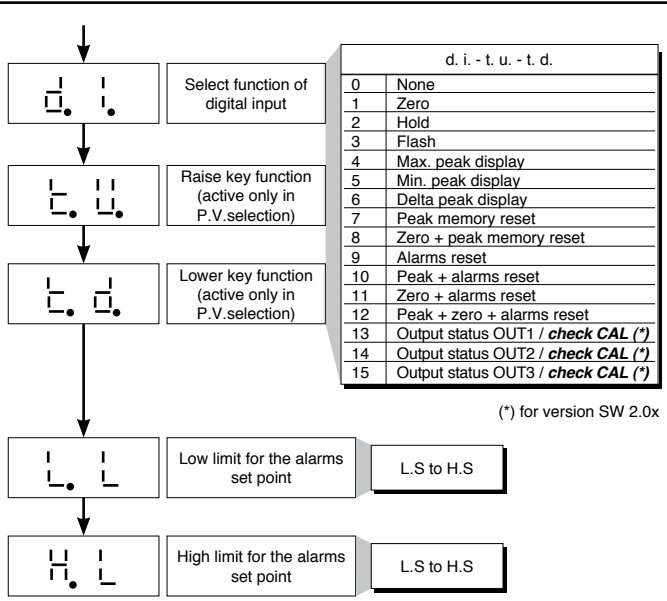 d. i.
Select function of
digital input
t. U.
Raise key function
(active only in
P.V.selection)
t. d.
Lower key function
(active only in
P.V.selection)
d. i. - t. u. - t. d.
0 None
1 Zero
2 Hold
3 Flash
4 Max. peak display
5 Min. peak display
6 Delta peak display
7 Peak memory reset
8 Zero + peak memory reset
9 Alarms reset
10 Peak + alarms reset
11 Zero + alarms reset
12 Peak + zero + alarms reset
13 Output status OUT1 / check CAL (*)
14 Output status OUT2 / check CAL (*)
15 Output status OUT3 / check CAL (*)
(*) for version SW 2.0x
L. L
Low limit for the alarms
set point
L.S to H.S
H. L
High limit for the alarms
set point
L.S to H.S